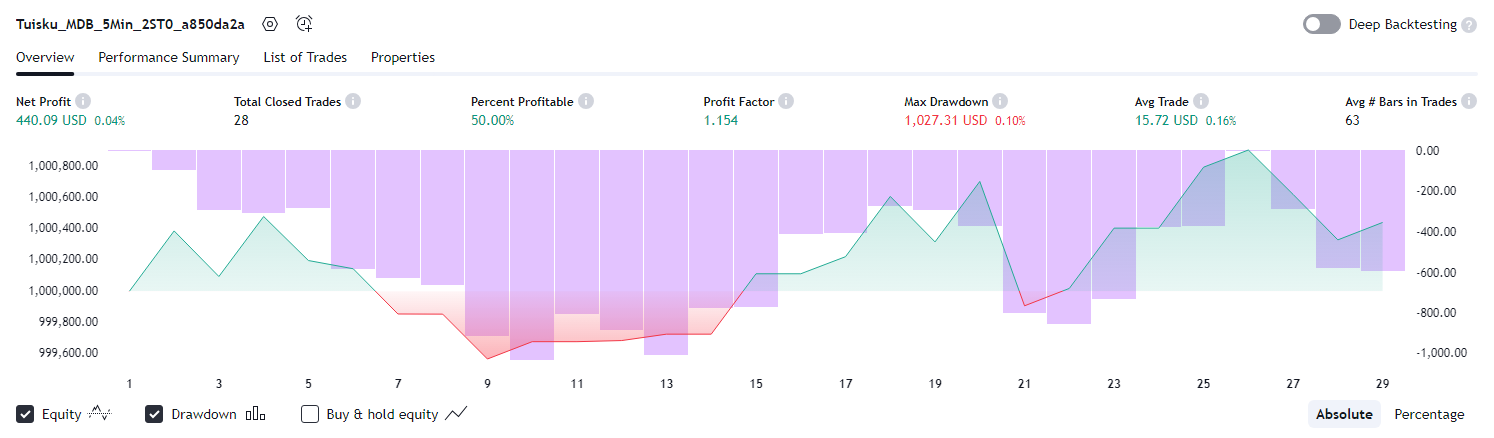 Tuisku_MDB_5Min_2ST0_a850da2a Deep Backtesting ?
Overview Performance Summary List of Trades Properties
Net Profit i Total Closed Trades i Percent Profitable i Profit Factor i Max Drawdown i Avg Trade i Avg # Bars in Trades i
440.09 USD 0.04% 28 50.00% 1.154 1,027.31 USD 0.10% 15.72 USD 0.16% 63
1,000,800.00 0.00
1,000,600.00 -200.00
1,000,400.00 -400.00
1,000,200.00 -600.00
1,000,000.00 -800.00
999,800.00 -1,000.00
999,600.00
1 3 5 7 9 11 13 15 17 19 21 23 25 27 29
Equity Drawdown Buy & hold equity Absolute Percentage